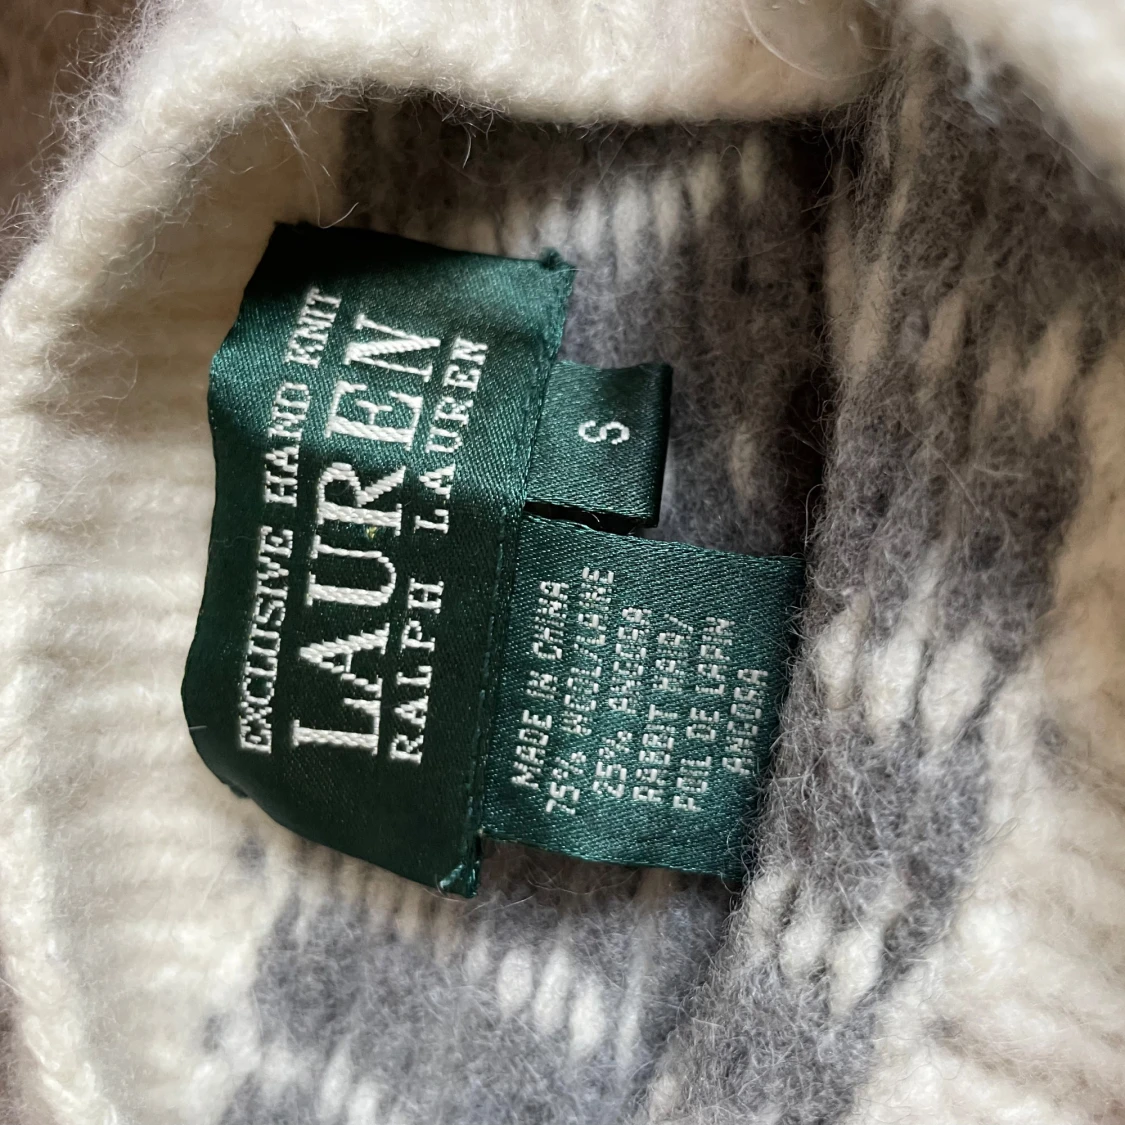 EXCLUSIVE HAND KNIT
LAUREN
RALPH LAUREN
S
MADE IN CHINA
75% WOOL/LAINE
25% ANGORA
RABBIT HAIR/
POIL DE LAPIN
ANGORA